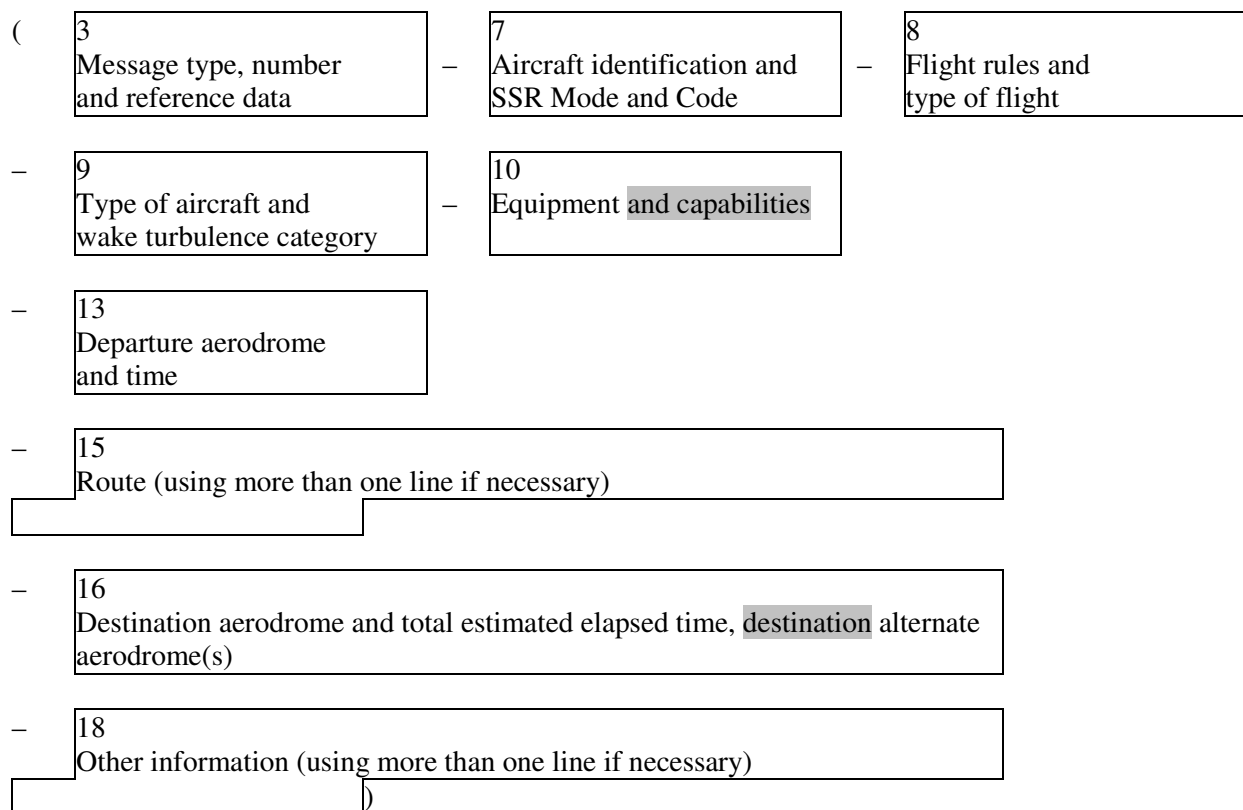 ( 3 7 8
Message type, number – Aircraft identification and – Flight rules and
and reference data SSR Mode and Code type of flight
– 9 10
Type of aircraft and – Equipment and capabilities
wake turbulence category
– 13
Departure aerodrome
and time
– 15
Route (using more than one line if necessary)
– 16
Destination aerodrome and total estimated elapsed time, destination alternate
aerodrome(s)
– 18
Other information (using more than one line if necessary)
)